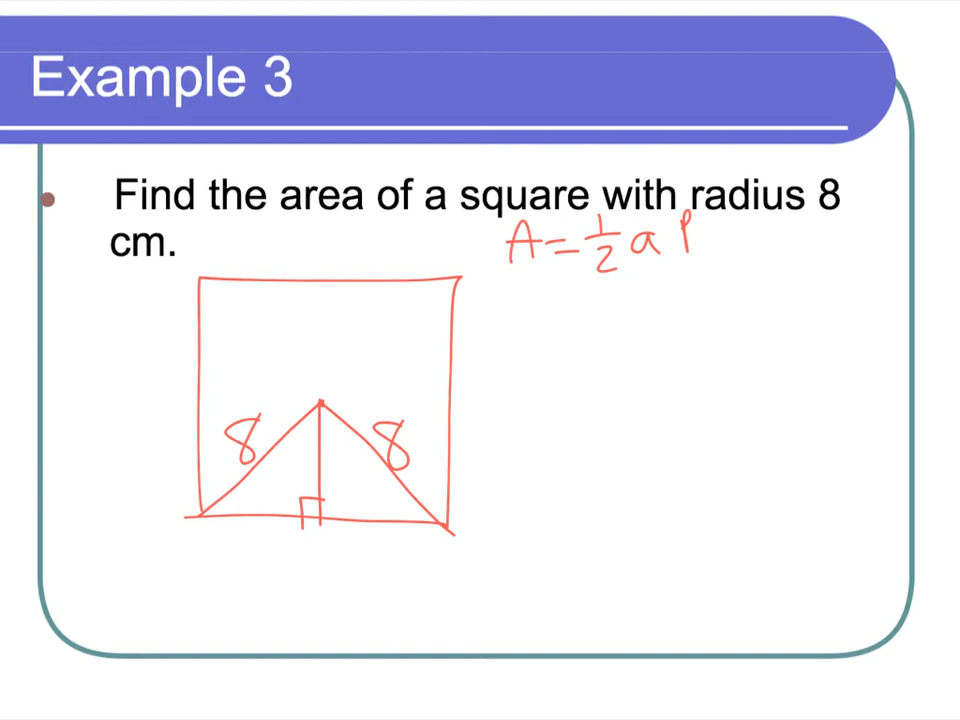 Example 3
Find the area of a square with radius 8
cm.
A = 1/2 a P
8 8